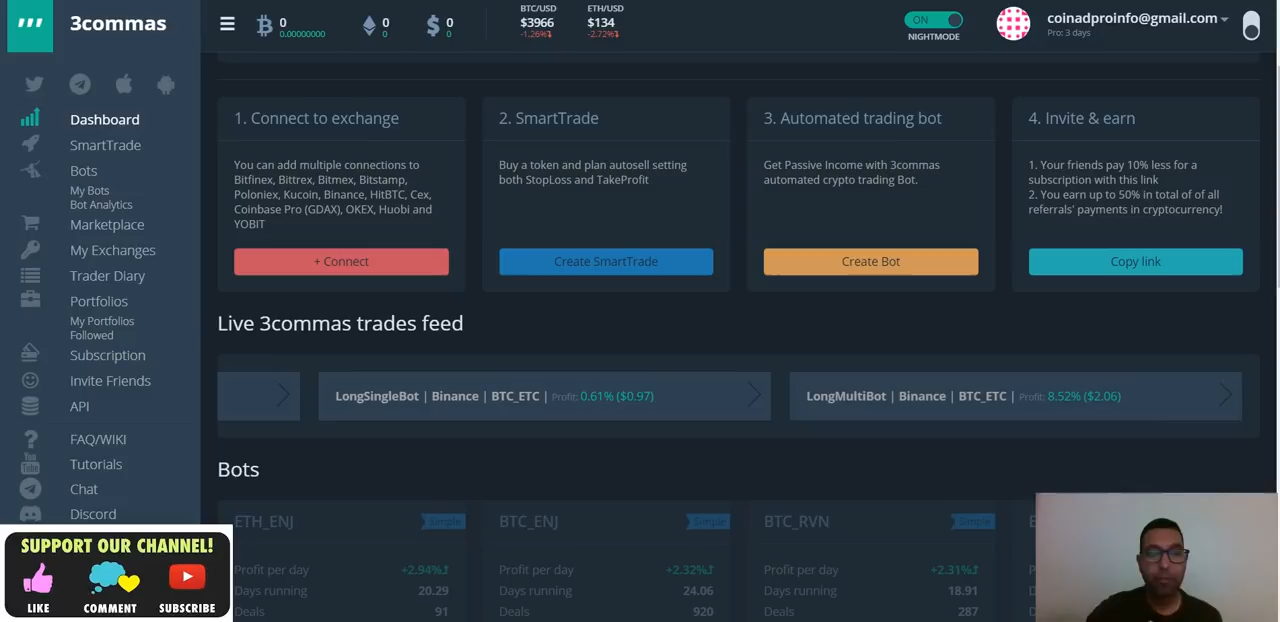 3commas
0
0.00000000
0
0
0
0
BTC/USD
$3966
-1.26%
ETH/USD
$134
-2.72%
ON
NIGHTMODE
coinadproinfo@gmail.com
Pro: 3 days
Dashboard
SmartTrade
Bots
My Bots
Bot Analytics
Marketplace
My Exchanges
Trader Diary
Portfolios
My Portfolios
Followed
Subscription
Invite Friends
API
FAQ/WIKI
You
Tube
Tutorials
Chat
Discord
1. Connect to exchange
You can add multiple connections to
Bitfinex, Bittrex, Bitmex, Bitstamp,
Poloniex, Kucoin, Binance, HitBTC, Cex,
Coinbase Pro (GDAX), OKEX, Huobi and
YOBIT
+ Connect
2. SmartTrade
Buy a token and plan autosell setting
both StopLoss and TakeProfit
Create SmartTrade
3. Automated trading bot
Get Passive Income with 3commas
automated crypto trading Bot.
Create Bot
4. Invite & earn
1. Your friends pay 10% less for a
subscription with this link
2. You earn up to 50% in total of of all
referrals' payments in cryptocurrency!
Copy link
Live 3commas trades feed
LongSingleBot | Binance | BTC_ETC | Profit: 0.61% ($0.97)
LongMultiBot | Binance | BTC_ETC | Profit: 8.52% ($2.06)
Bots
ETH_ENJ
Simple
Profit per day
+2.94%
Days running
20.29
Deals
91
BTC_ENJ
Simple
Profit per day
+2.32%
Days running
24.06
Deals
920
BTC_RVN
Simple
Profit per day
+2.31%
Days running
18.91
Deals
287
SUPPORT OUR CHANNEL!
LIKE
COMMENT
SUBSCRIBE